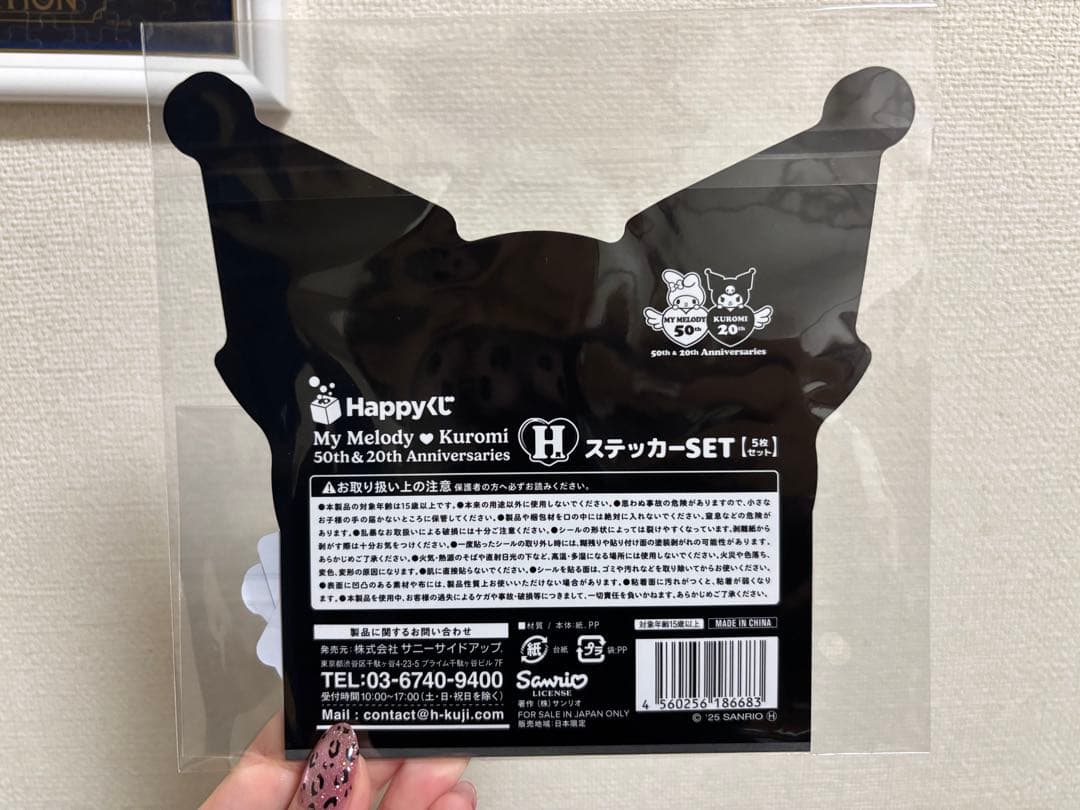 TION
MY MELODY 50th
KUROMI 20th
50th & 20th Anniversaries
Happyくじ
My Melody ♥ Kuromi
50th & 20th Anniversaries
H ステッカーSET【5枚セット】
⚠お取り扱い上の注意 保護者の方へ必ずお読みください。
●本製品の対象年齢は15歳以上です。●本来の用途以外に使用しないでください。●思わぬ事故の危険がありますので、小さな
お子様の手の届かないところに保管してください。●製品や梱包材を口の中には絶対に入れないでください。窒息などの危険が
あります。●乱暴なお取扱いによる破損には十分ご注意ください。●シールの形状によっては裂けやすくなっています。剥離紙から
剥がす際は十分お気をつけください。●一度貼ったシールの取り外し時には、糊残りや貼り付け面の塗装剥がれの可能性があります。
あらかじめご了承ください。●火気・熱源のそばや直射日光の下など、高温・多湿になる場所には使用しないでください。火災や色落ち、
変色、変形の原因になります。●肌に直接貼らないでください。●シールを貼る面は、ゴミや汚れなどを取り除いてからお使いください。
●表面に凹凸のある素材や布には、製品性質上お使いいただけない場合があります。●粘着面に汚れがつくと、粘着が弱くなり
ます。●本製品を使用中、お客様の過失によるケガや事故・破損等につきまして、一切責任を負いかねます。あらかじめご了承ください。
製品に関するお問い合わせ
発売元：株式会社 サニーサイドアップ
東京都渋谷区千駄ヶ谷4-23-5 プライム千駄ヶ谷ビル 7F
TEL:03-6740-9400
受付時間 10:00～17:00（土・日・祝日を除く）
Mail : contact@h-kuji.com
■材質 / 本体:紙、PP
紙 台紙 プラ 袋:PP
Sanrio
LICENSE
著作（株）サンリオ
FOR SALE IN JAPAN ONLY
販売地域：日本限定
対象年齢15歳以上
MADE IN CHINA
4 560256 186683
© '25 SANRIO Ⓗ